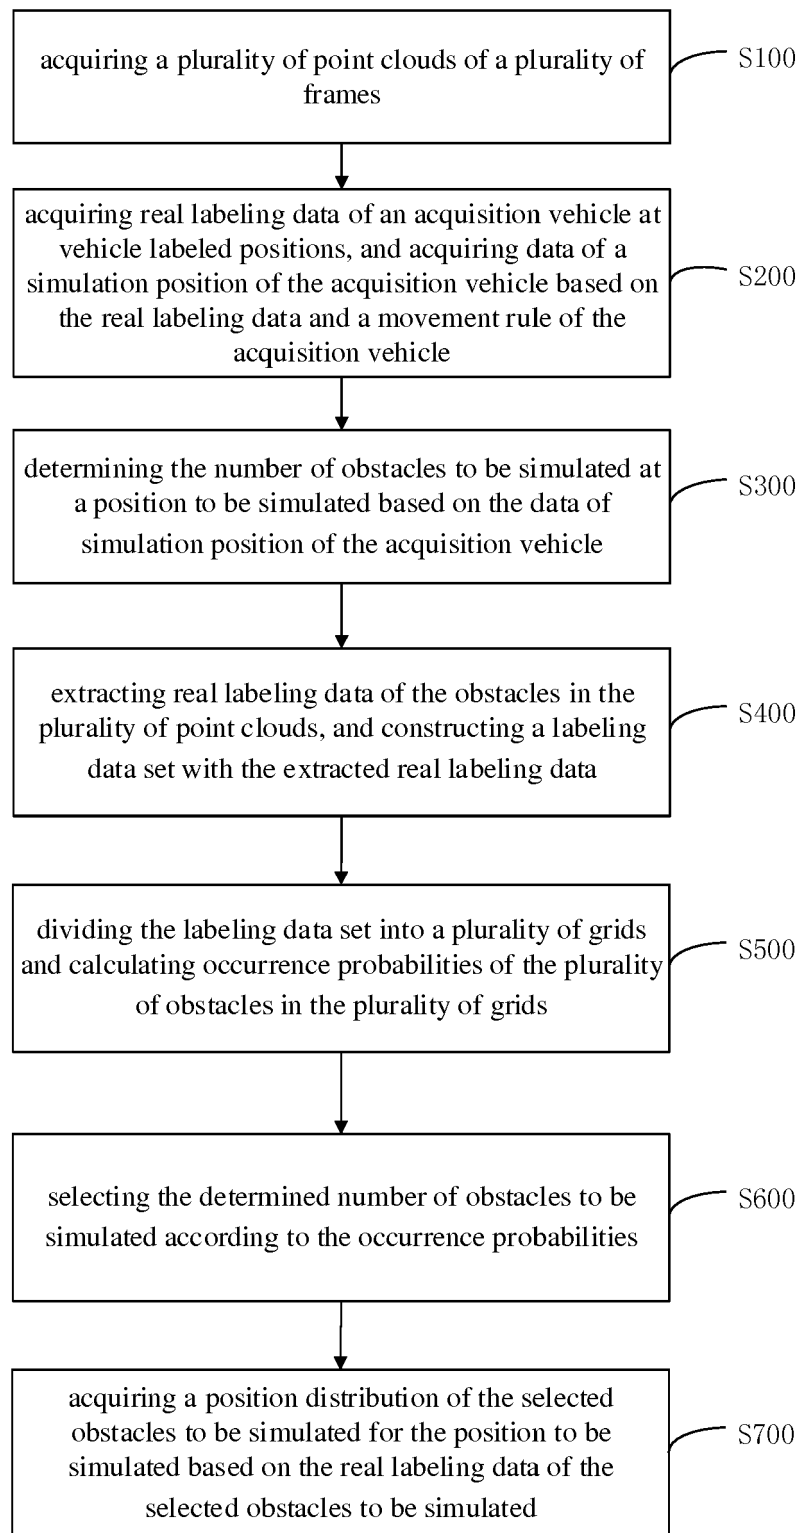 acquiring a plurality of point clouds of a plurality of
frames
S100
acquiring real labeling data of an acquisition vehicle at
vehicle labeled positions, and acquiring data of a
simulation position of the acquisition vehicle based on
the real labeling data and a movement rule of the
acquisition vehicle
S200
determining the number of obstacles to be simulated at
a position to be simulated based on the data of
simulation position of the acquisition vehicle
S300
extracting real labeling data of the obstacles in the
plurality of point clouds, and constructing a labeling
data set with the extracted real labeling data
S400
dividing the labeling data set into a plurality of grids
and calculating occurrence probabilities of the plurality
of obstacles in the plurality of grids
S500
selecting the determined number of obstacles to be
simulated according to the occurrence probabilities
S600
acquiring a position distribution of the selected
obstacles to be simulated for the position to be
simulated based on the real labeling data of the
selected obstacles to be simulated
S700